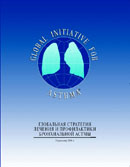 GLOBAL INITIATIVE FOR
ASTHMA
ГЛОБАЛЬНАЯ СТРАТЕГИЯ
ЛЕЧЕНИЯ И ПРОФИЛАКТИКИ
БРОНХИАЛЬНОЙ АСТМЫ